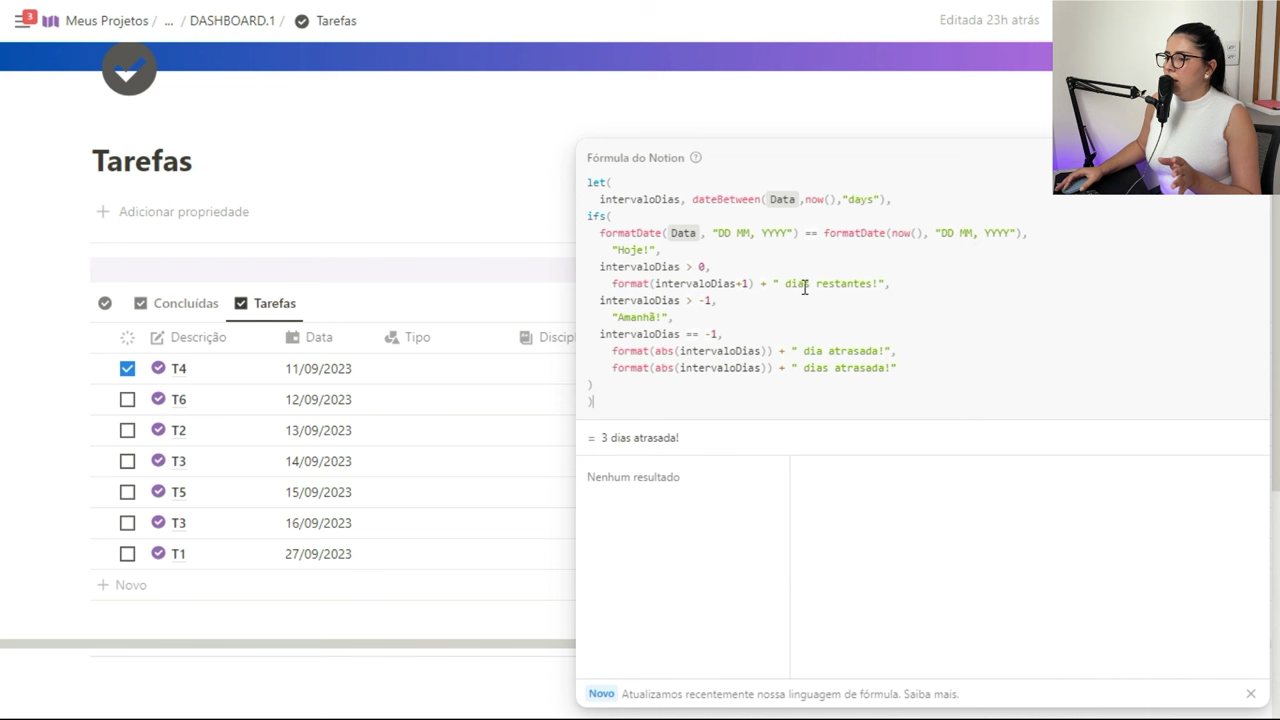 3
Meus Projetos / ... / DASHBOARD.1 / Tarefas
Editada 23h atrás
Tarefas
+ Adicionar propriedade
Concluídas Tarefas
Descrição Data Tipo Discipl
T4 11/09/2023
T6 12/09/2023
T2 13/09/2023
T3 14/09/2023
T5 15/09/2023
T3 16/09/2023
T1 27/09/2023
+ Novo
Fórmula do Notion ?
let(
intervaloDias, dateBetween( Data ,now(),"days"),
ifs(
formatDate( Data , "DD MM, YYYY") == formatDate(now(), "DD MM, YYYY"),
"Hoje!",
intervaloDias > 0,
format(intervaloDias+1) + " dias restantes!",
intervaloDias > -1,
"Amanhã!",
intervaloDias == -1,
format(abs(intervaloDias)) + " dia atrasada!",
format(abs(intervaloDias)) + " dias atrasada!"
)
)
= 3 dias atrasada!
Nenhum resultado
Novo Atualizamos recentemente nossa linguagem de fórmula. Saiba mais.